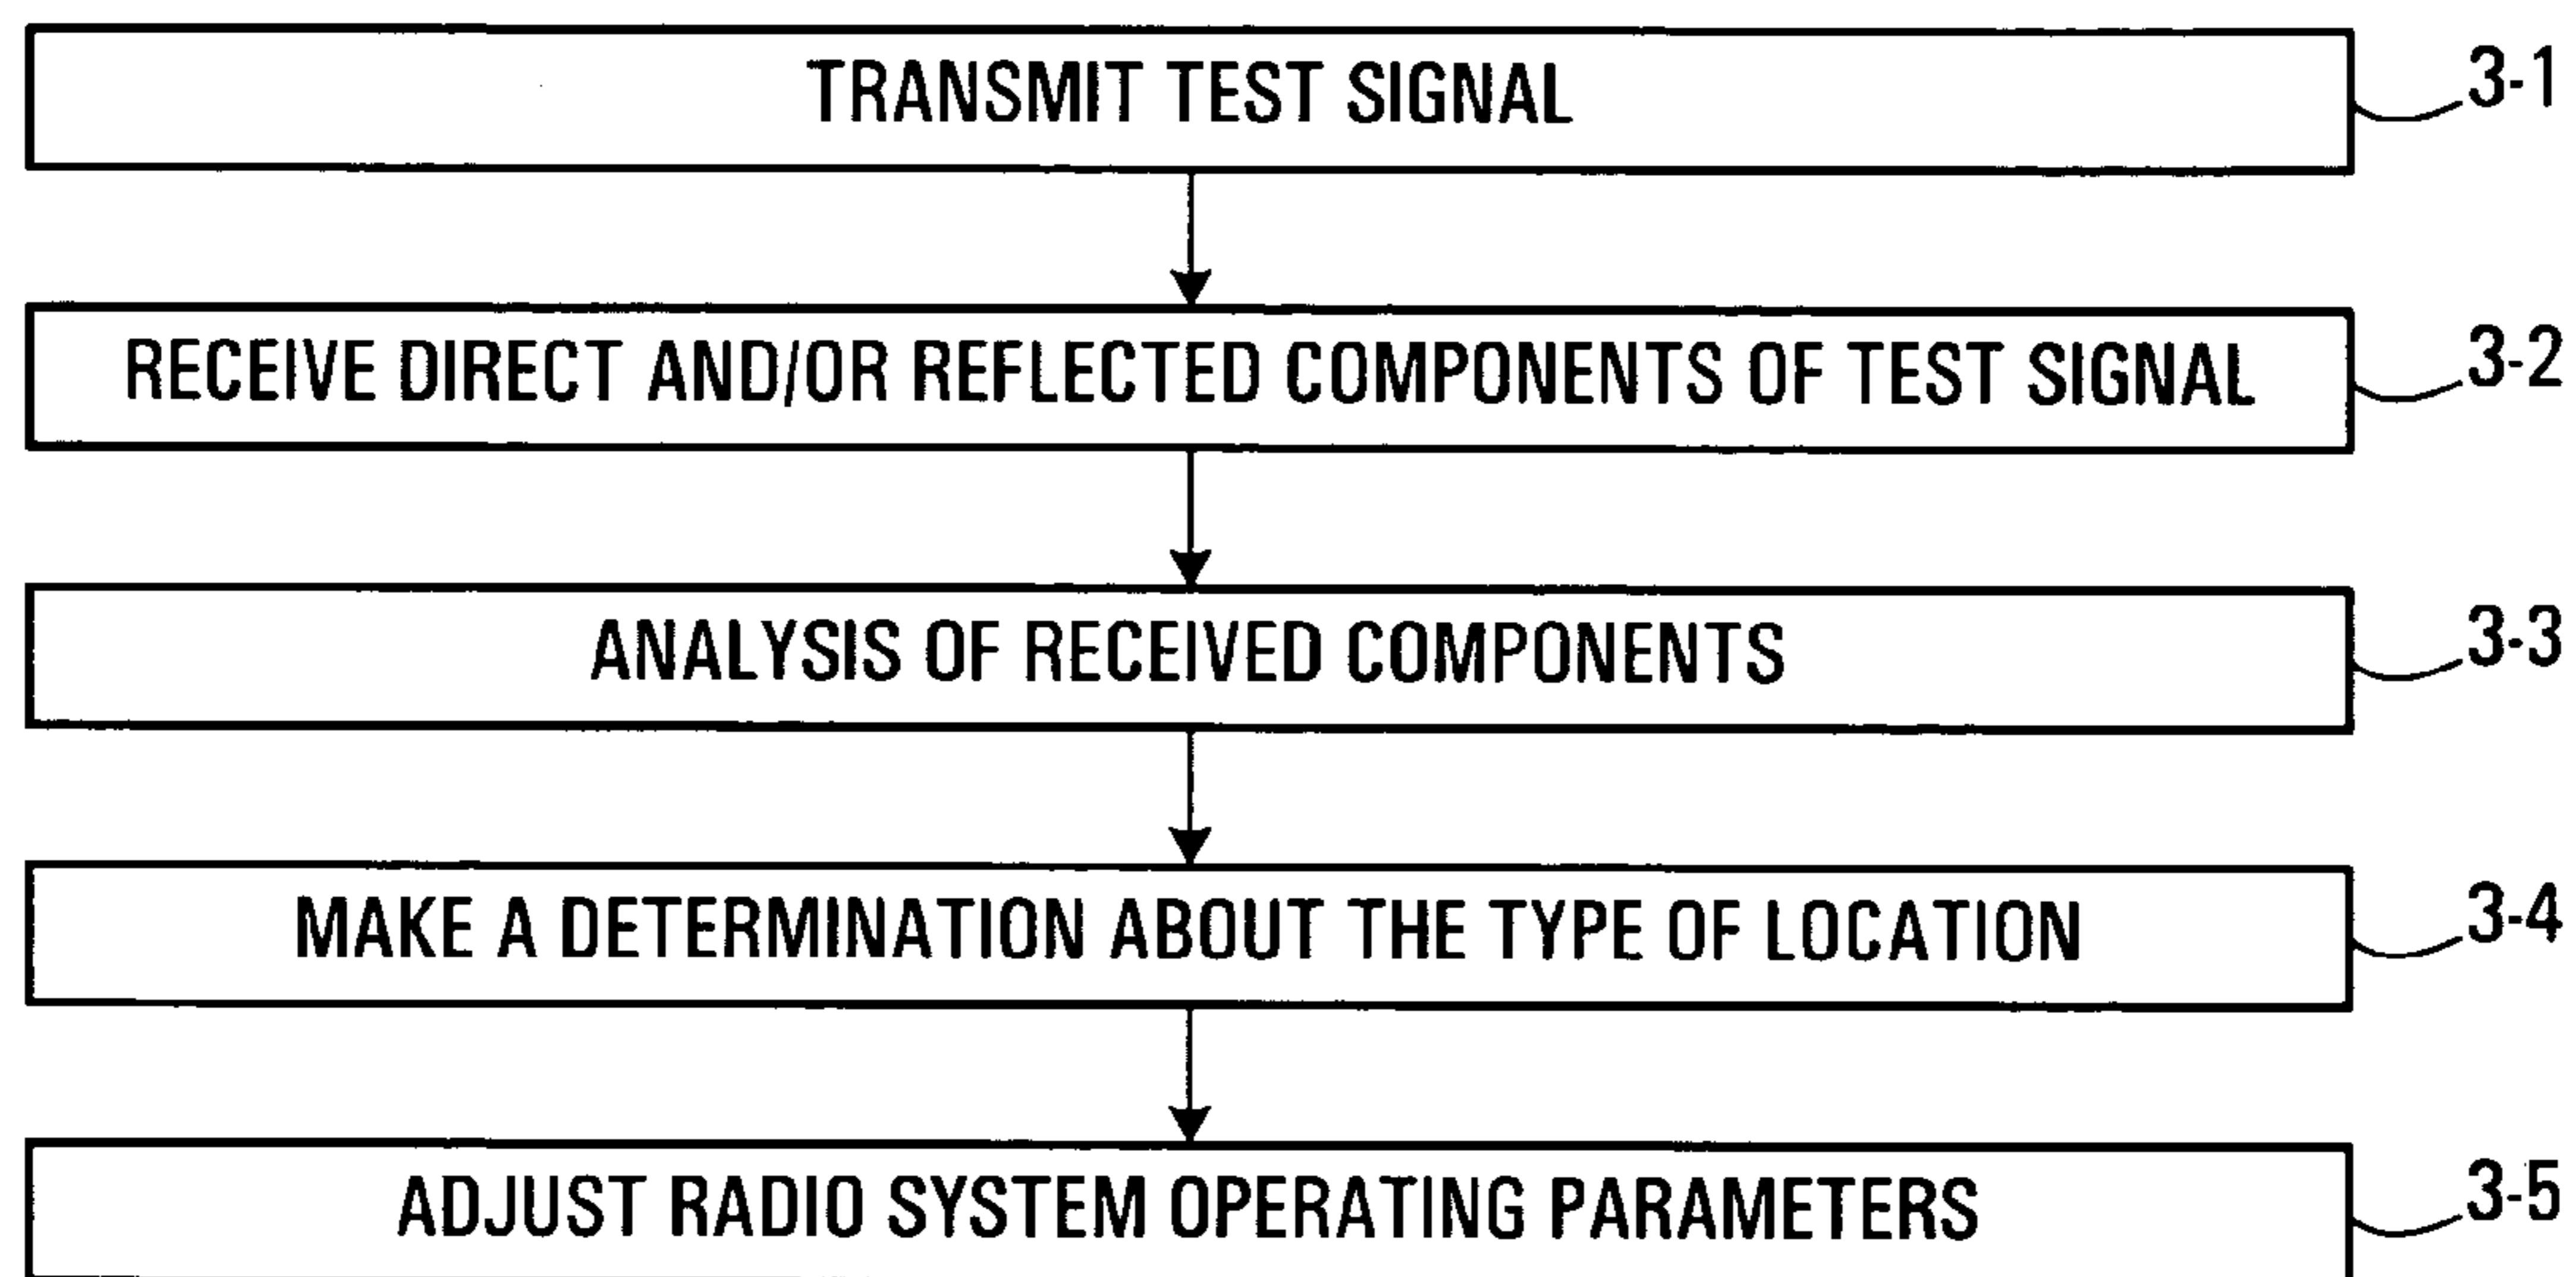 TRANSMIT TEST SIGNAL 3-1
RECEIVE DIRECT AND/OR REFLECTED COMPONENTS OF TEST SIGNAL 3-2
ANALYSIS OF RECEIVED COMPONENTS 3-3
MAKE A DETERMINATION ABOUT THE TYPE OF LOCATION 3-4
ADJUST RADIO SYSTEM OPERATING PARAMETERS 3-5